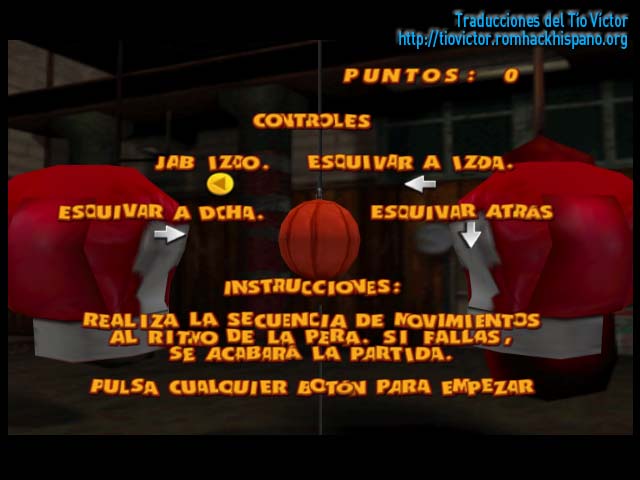 Traducciones del Tío Víctor
http://tiovictor.romhackhispano.org
PUNTOS: 0
CONTROLES
JAB IZQO. ESQUIVAR A IZDA.
ESQUIVAR A DCHA. ESQUIVAR ATRÁS
INSTRUCCIONES:
REALIZA LA SECUENCIA DE MOVIMIENTOS
AL RITMO DE LA PERA. SI FALLAS,
SE ACABARÁ LA PARTIDA.
PULSA CUALQUIER BOTÓN PARA EMPEZAR